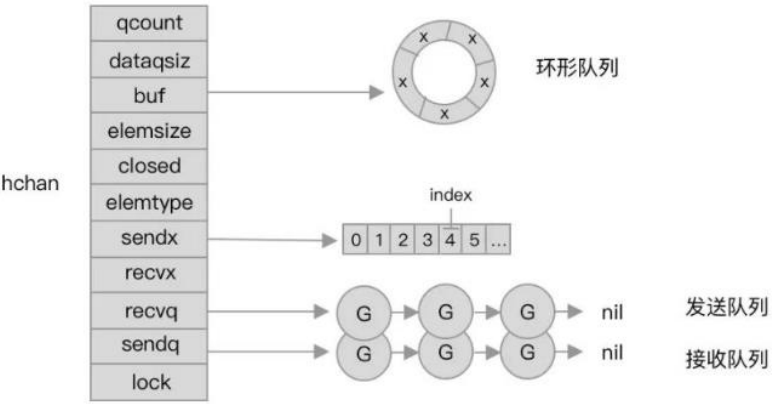 hchan
qcount
dataqsiz
buf
elemsize
closed
elemtype
sendx
recvx
recvq
sendq
lock
x x x x x
环形队列
index
0 1 2 3 4 5 ...
G G G nil 发送队列
G G G nil 接收队列